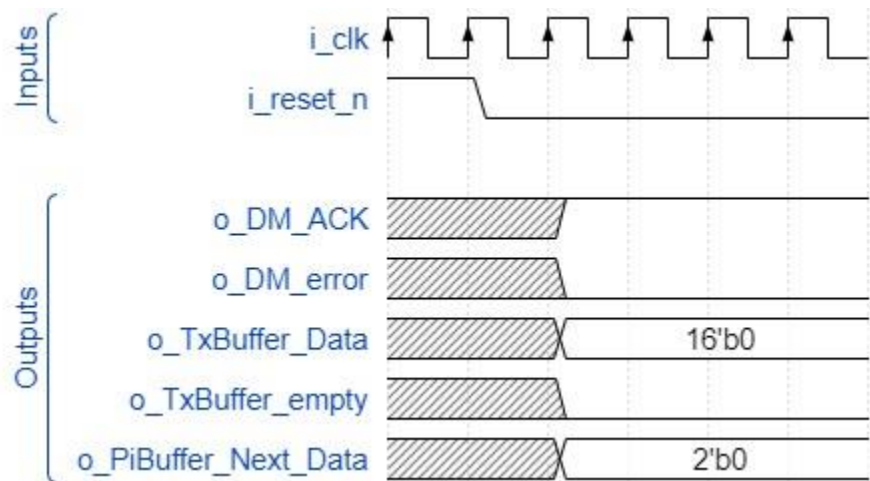 Inputs
i_clk
i_reset_n
Outputs
o_DM_ACK
o_DM_error
o_TxBuffer_Data
16'b0
o_TxBuffer_empty
o_PiBuffer_Next_Data
2'b0